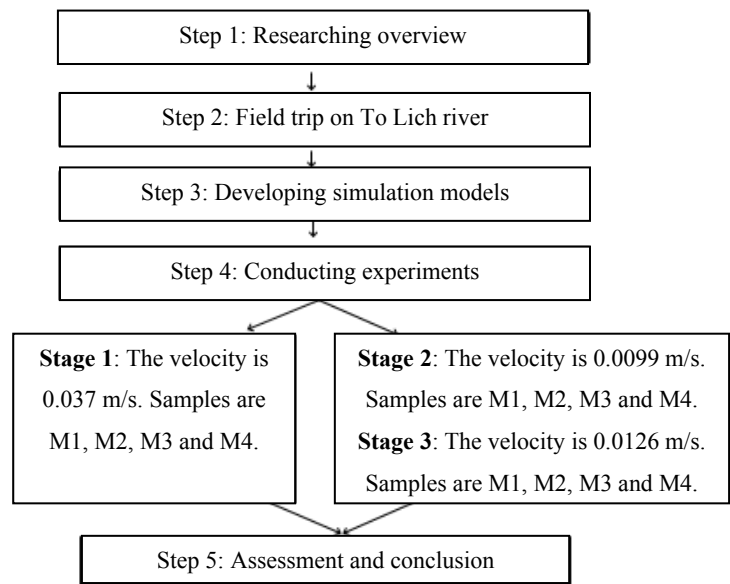 Step 1: Researching overview
Step 2: Field trip on To Lich river
Step 3: Developing simulation models
Step 4: Conducting experiments
Stage 1: The velocity is
0.037 m/s. Samples are
M1, M2, M3 and M4.
Stage 2: The velocity is 0.0099 m/s.
Samples are M1, M2, M3 and M4.
Stage 3: The velocity is 0.0126 m/s.
Samples are M1, M2, M3 and M4.
Step 5: Assessment and conclusion